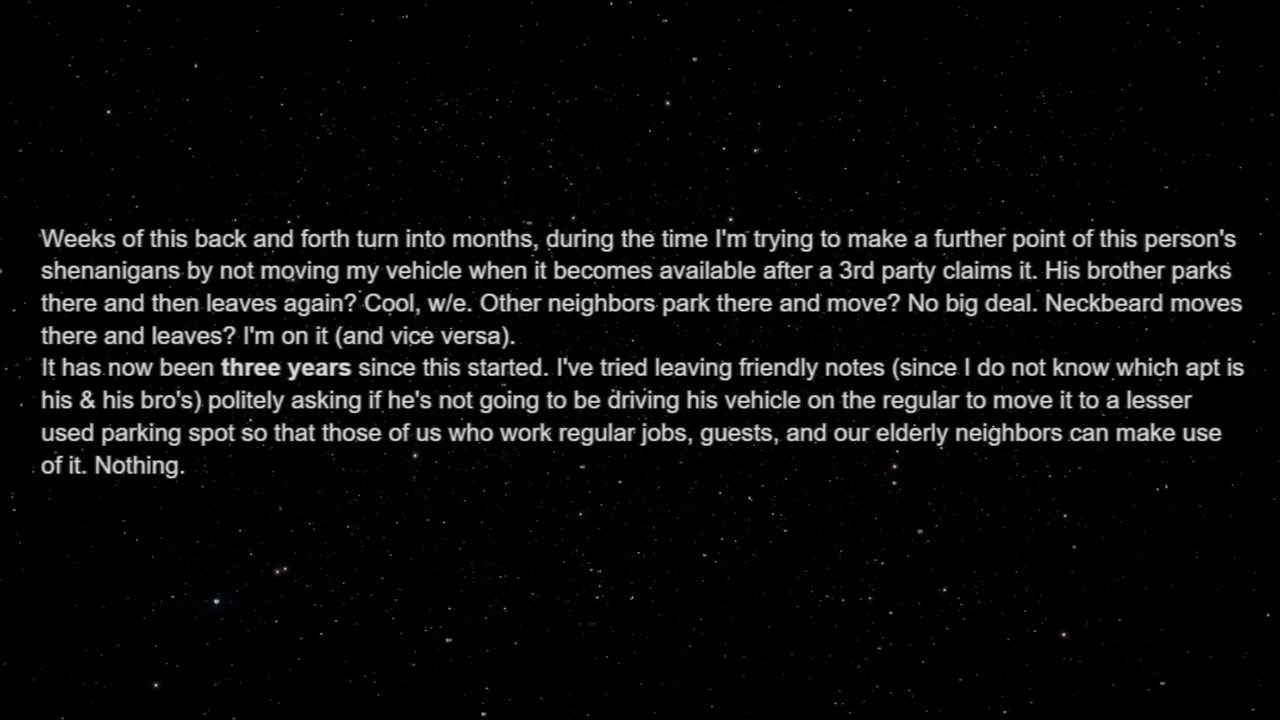 Weeks of this back and forth turn into months, during the time I'm trying to make a further point of this person's
shenanigans by not moving my vehicle when it becomes available after a 3rd party claims it. His brother parks
there and then leaves again? Cool, w/e. Other neighbors park there and move? No big deal. Neckbeard moves
there and leaves? I'm on it (and vice versa).
It has now been three years since this started. I've tried leaving friendly notes (since I do not know which apt is
his & his bro's) politely asking if he's not going to be driving his vehicle on the regular to move it to a lesser
used parking spot so that those of us who work regular jobs, guests, and our elderly neighbors can make use
of it. Nothing.